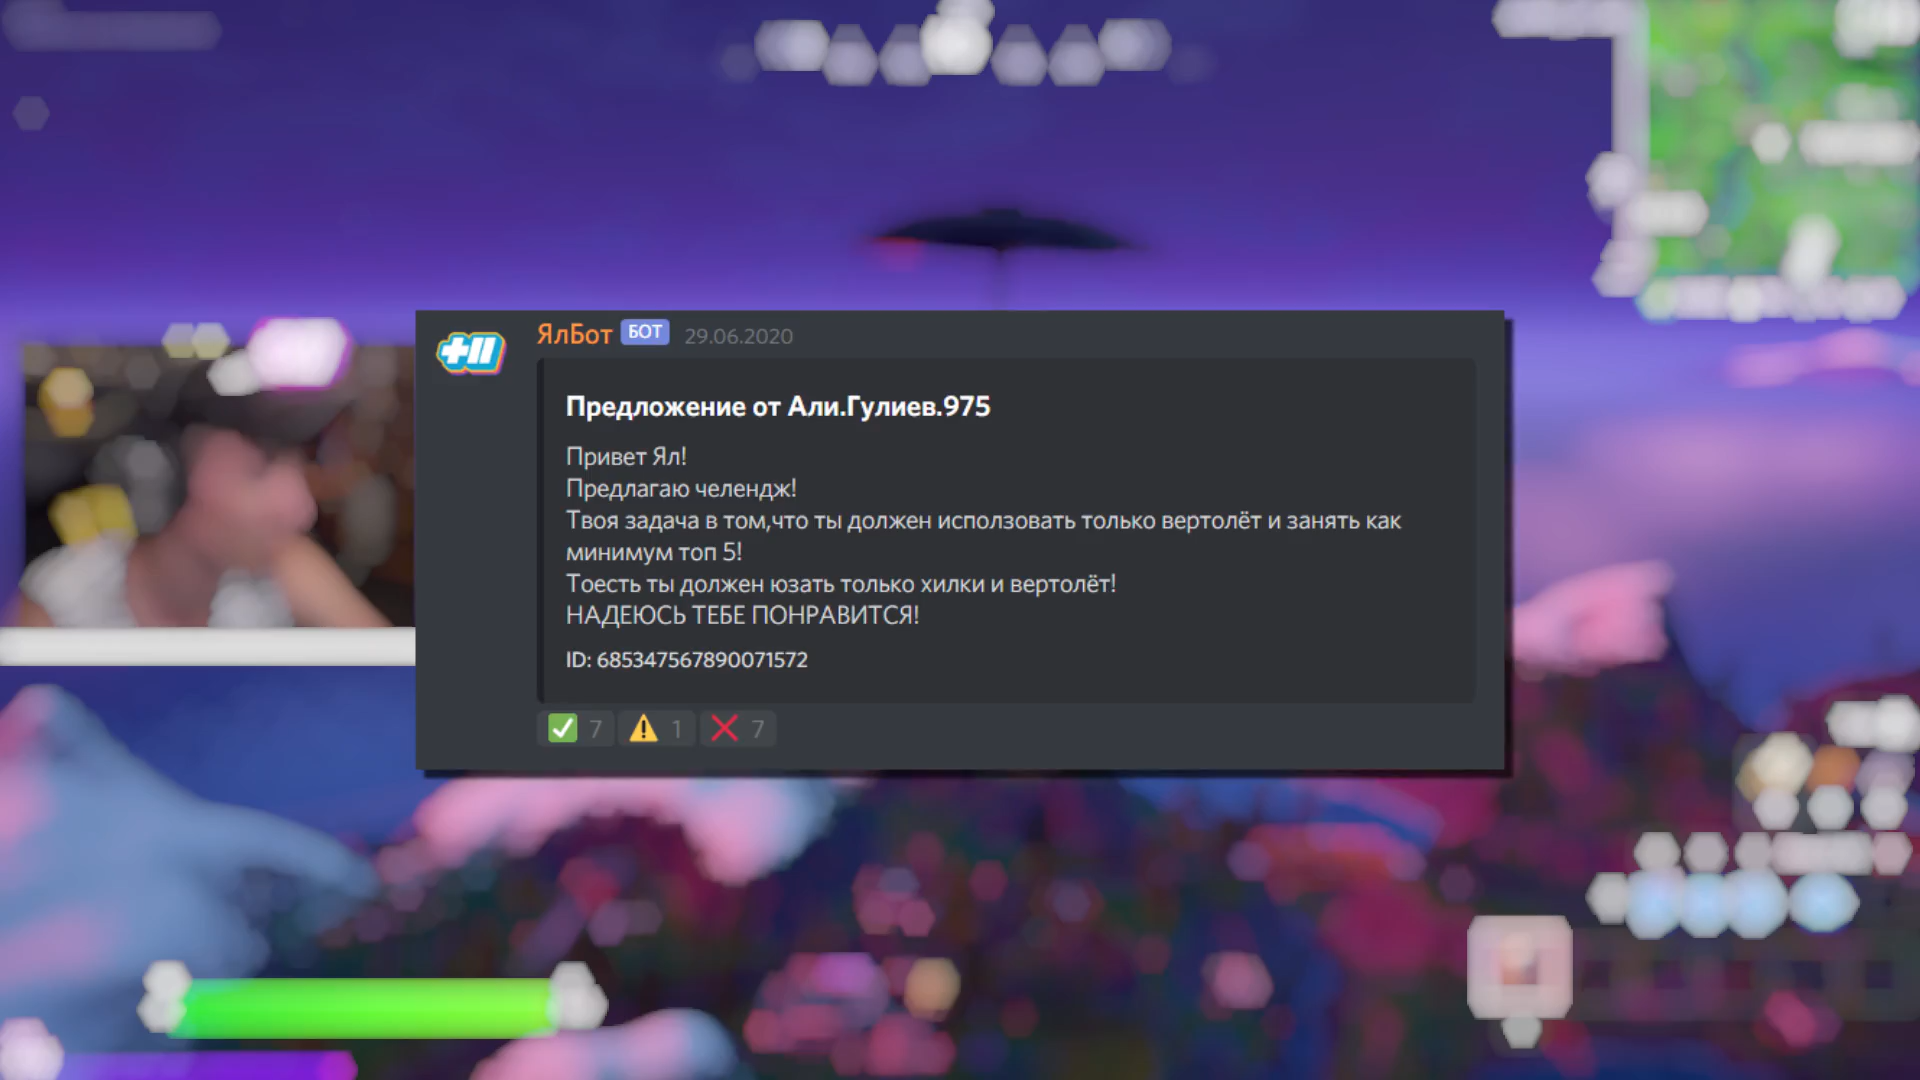 ЯлБот БОТ 29.06.2020
Предложение от Али.Гулиев.975
Привет Ял!
Предлагаю челендж!
Твоя задача в том,что ты должен исползовать только вертолёт и занять как
минимум топ 5!
Тоесть ты должен юзать только хилки и вертолёт!
НАДЕЮСЬ ТЕБЕ ПОНРАВИТСЯ!
ID: 685347567890071572
7 1 7